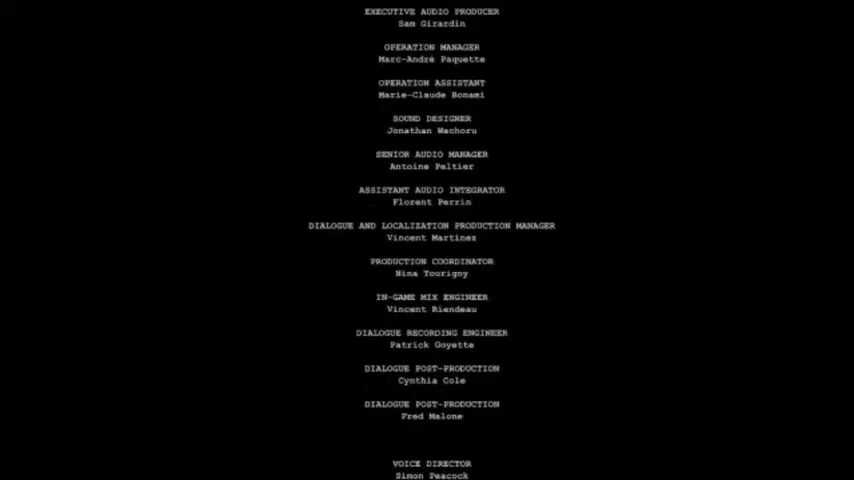 EXECUTIVE AUDIO PRODUCER
Sam Girardin
OPERATION MANAGER
Marc-André Paquette
OPERATION ASSISTANT
Marie-Claude Bonami
SOUND DESIGNER
Jonathan Wachoru
SENIOR AUDIO MANAGER
Antoine Peltier
ASSISTANT AUDIO INTEGRATOR
Florent Perrin
DIALOGUE AND LOCALIZATION PRODUCTION MANAGER
Vincent Martinez
PRODUCTION COORDINATOR
Nina Tourigny
IN-GAME MIX ENGINEER
Vincent Riendeau
DIALOGUE RECORDING ENGINEER
Patrick Goyette
DIALOGUE POST-PRODUCTION
Cynthia Cole
DIALOGUE POST-PRODUCTION
Fred Malone
VOICE DIRECTOR
Simon Peacock